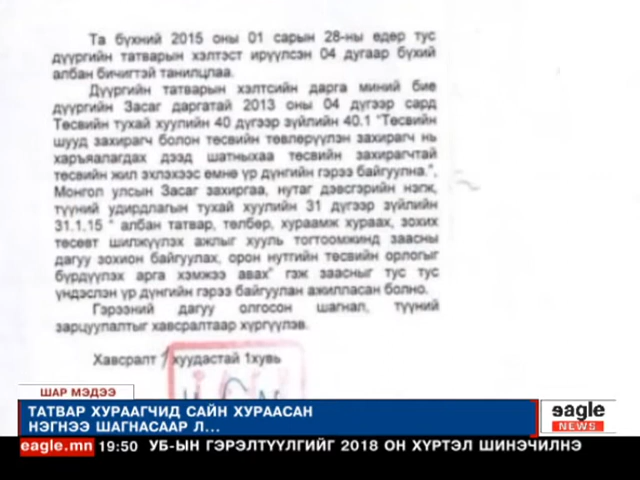 Та бүхний 2015 оны 01 сарын 28-ны өдөр тус
дүүргийн татварын хэлтэст ирүүлсэн 04 дугаар бүхий
албан бичигтэй танилцлаа.
Дүүргийн татварын хэлтсийн дарга миний бие
дүүргийн Засаг даргатай 2013 оны 04 дүгээр сард
Төсвийн тухай хуулийн 40 дүгээр зүйлийн 40.1 "Төсвийн
шууд захирагч болон төсвийн төвлөрүүлэн захирагч нь
харъяалагдах дээд шатныхаа төсвийн захирагчтай
төсвийн жил эхлэхээс өмнө үр дүнгийн гэрээ байгуулна.",
Монгол улсын Засаг захиргаа, нутаг дэвсгэрийн нэгж,
түүний удирдлагын тухай хуулийн 31 дүгээр зүйлийн
31.1.15 " албан татвар, төлбөр, хураамж хураах, зохих
төсөвт шилжүүлэх ажлыг хууль тогтоомжинд заасны
дагуу зохион байгуулах, орон нутгийн төсвийн орлогыг
бүрдүүлэх арга хэмжээ авах" гэж заасныг тус тус
үндэслэн үр дүнгийн гэрээ байгуулан ажилласан болно.
Гэрээний дагуу олгосон шагнал, түүний
зарцуулалтыг хавсралтаар хүргүүлэв.
Хавсралт 1 хуудастай 1хувь
ШАР МЭДЭЭ
ТАТВАР ХУРААГЧИД САЙН ХУРААСАН
НЭГНЭЭ ШАГНАСААР Л...
eagle
NEWS
eagle.mn 19:50 УБ-ЫН ГЭРЭЛТҮҮЛГИЙГ 2018 ОН ХҮРТЭЛ ШИНЭЧИЛНЭ